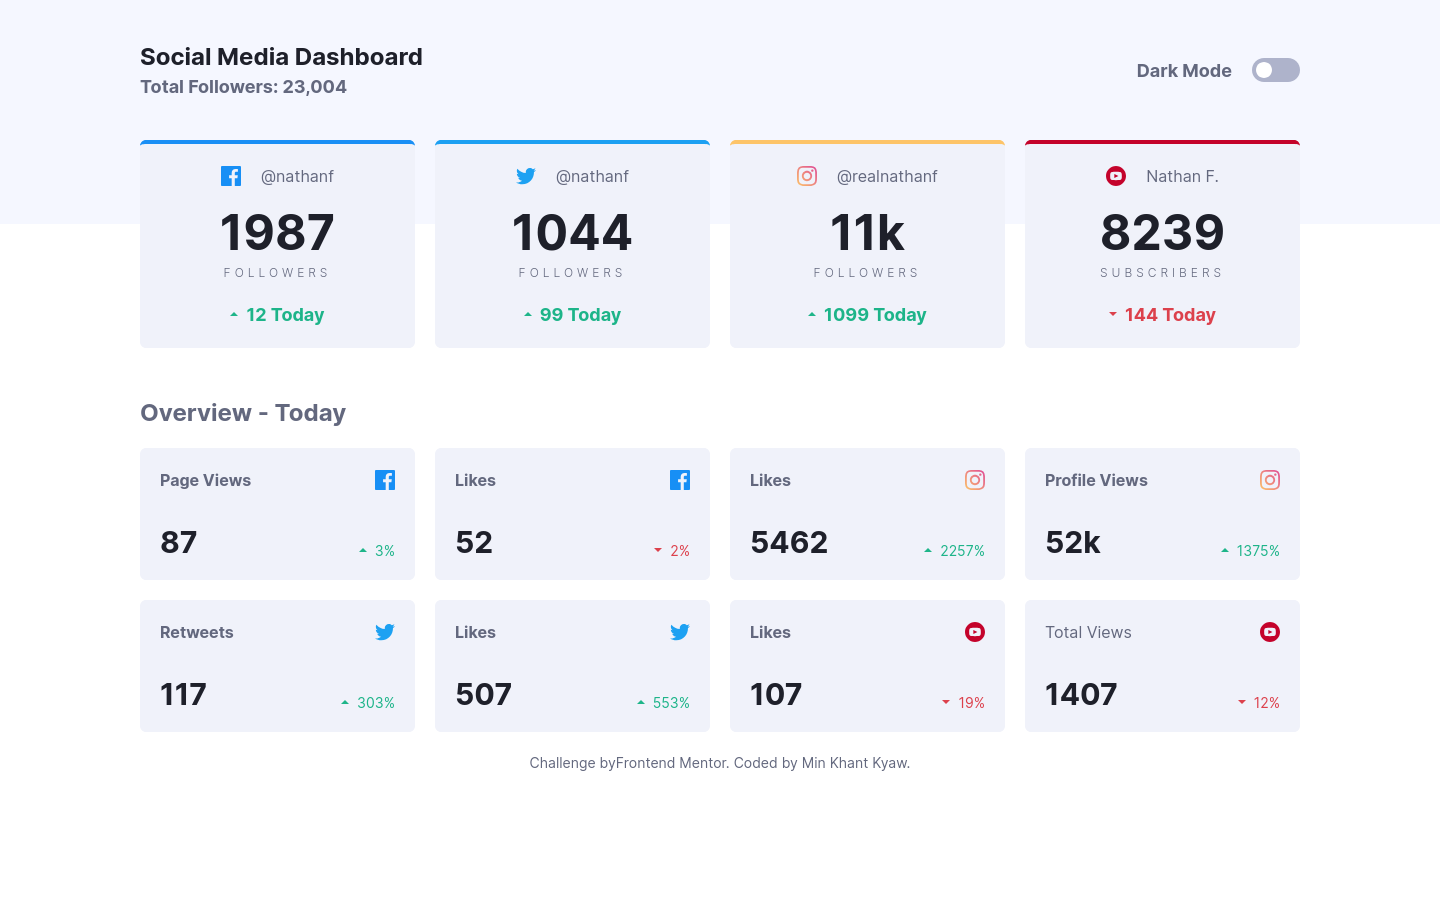 Social Media Dashboard
Total Followers: 23,004
Dark Mode
@nathanf
1987
FOLLOWERS
12 Today
@nathanf
1044
FOLLOWERS
99 Today
@realnathanf
11k
FOLLOWERS
1099 Today
Nathan F.
8239
SUBSCRIBERS
144 Today
Overview - Today
Page Views
87
3%
Likes
52
2%
Likes
5462
2257%
Profile Views
52k
1375%
Retweets
117
303%
Likes
507
553%
Likes
107
19%
Total Views
1407
12%
Challenge byFrontend Mentor. Coded by Min Khant Kyaw.